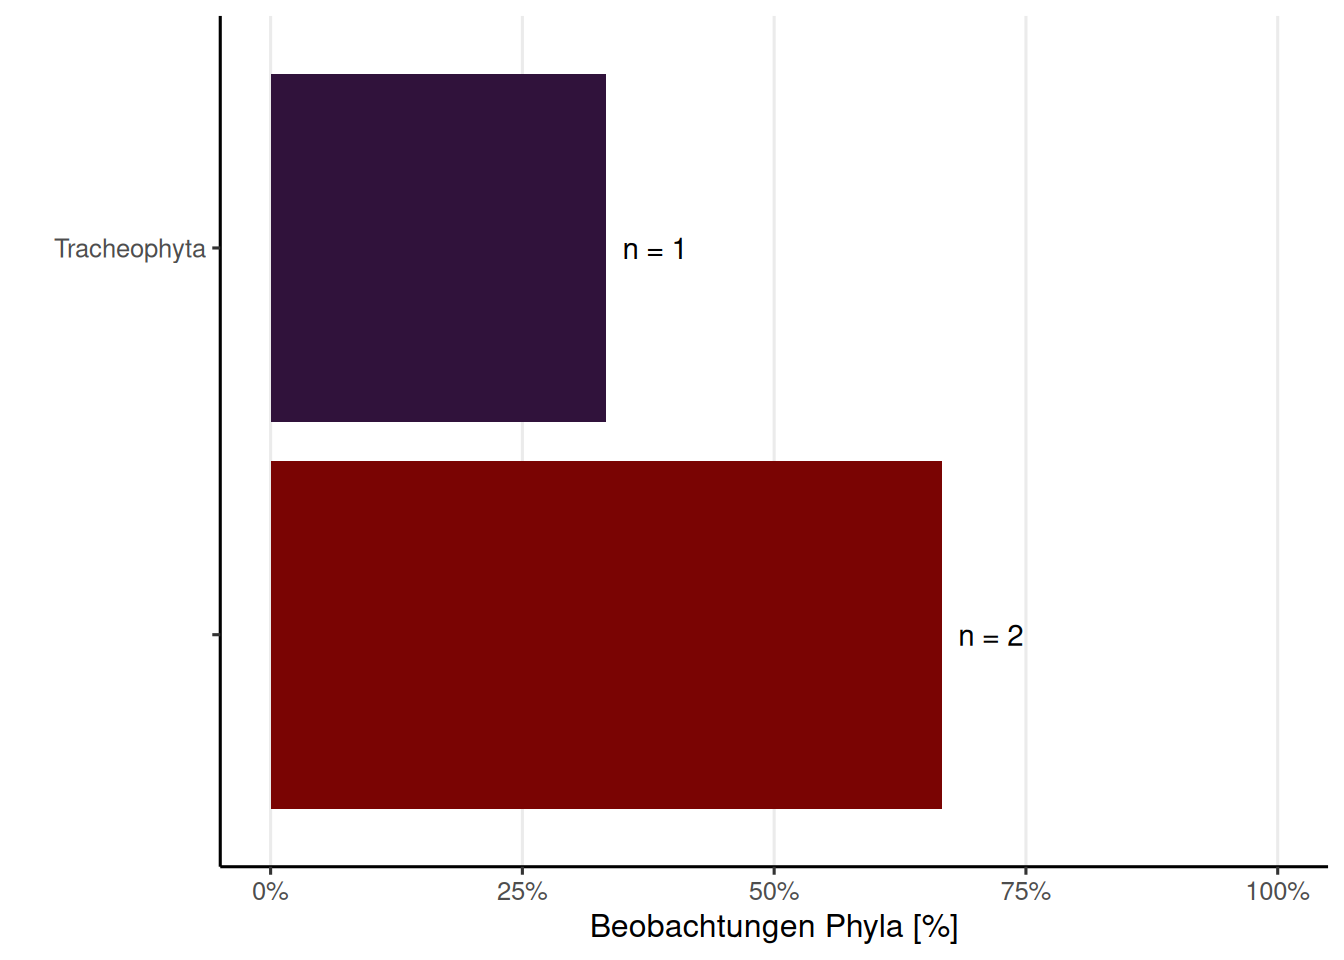 Tracheophyta
n = 1
n = 2
0% 25% 50% 75% 100%
Beobachtungen Phyla [%]